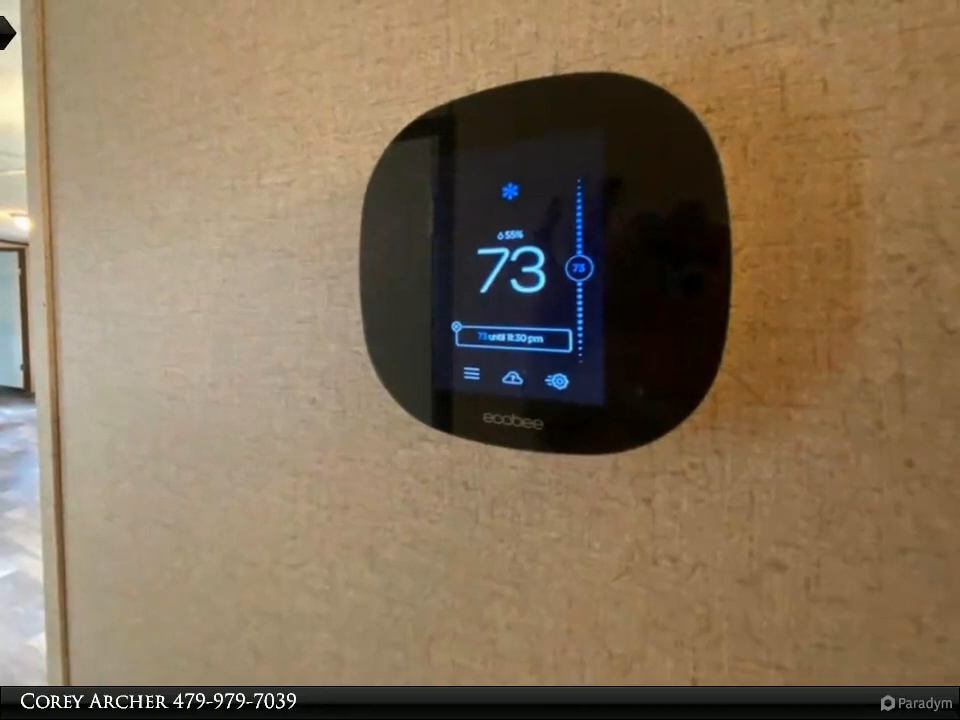 55%
73
73
73 until 11:30 pm
ecobee
Corey Archer 479-979-7039
Paradym